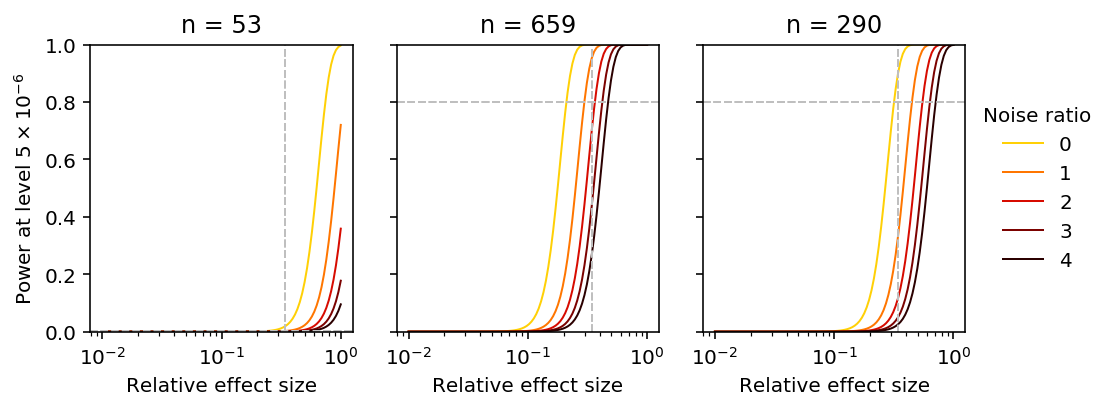 n = 53
n = 659
n = 290
Power at level 5 × 10⁻⁶
1.0
0.8
0.6
0.4
0.2
0.0
10⁻² 10⁻¹ 10⁰
10⁻² 10⁻¹ 10⁰
10⁻² 10⁻¹ 10⁰
Relative effect size
Relative effect size
Relative effect size
Noise ratio
0
1
2
3
4